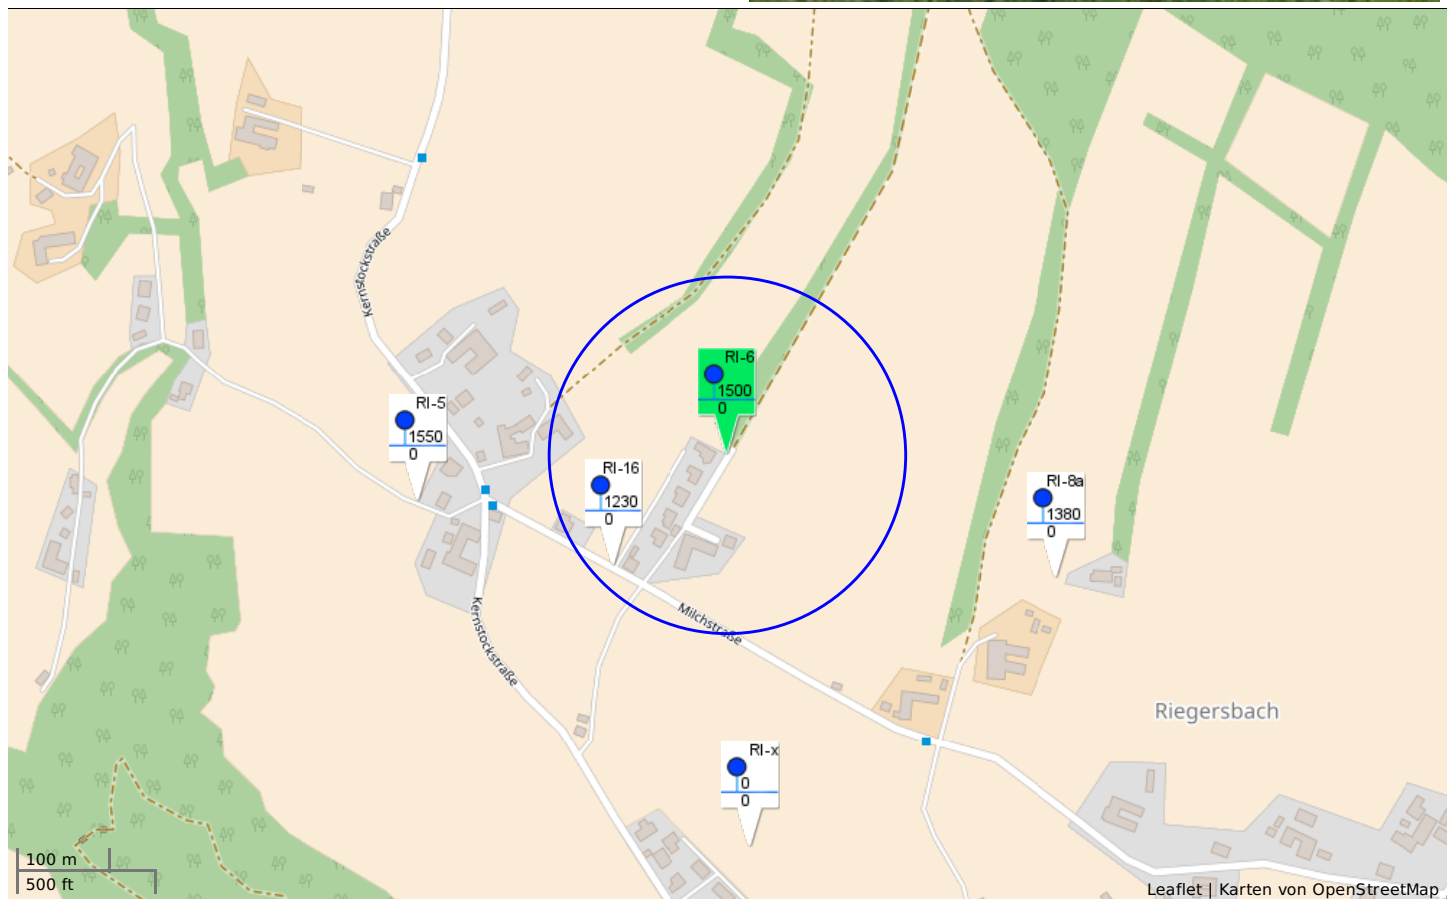 Kernstockstraße
RI-6
1500
0
RI-5
1550
0
RI-16
1230
0
RI-8a
1380
0
Kernstockstraße
Milchstraße
Riegersbach
RI-x
0
0
100 m
500 ft
Leaflet | Karten von OpenStreetMap